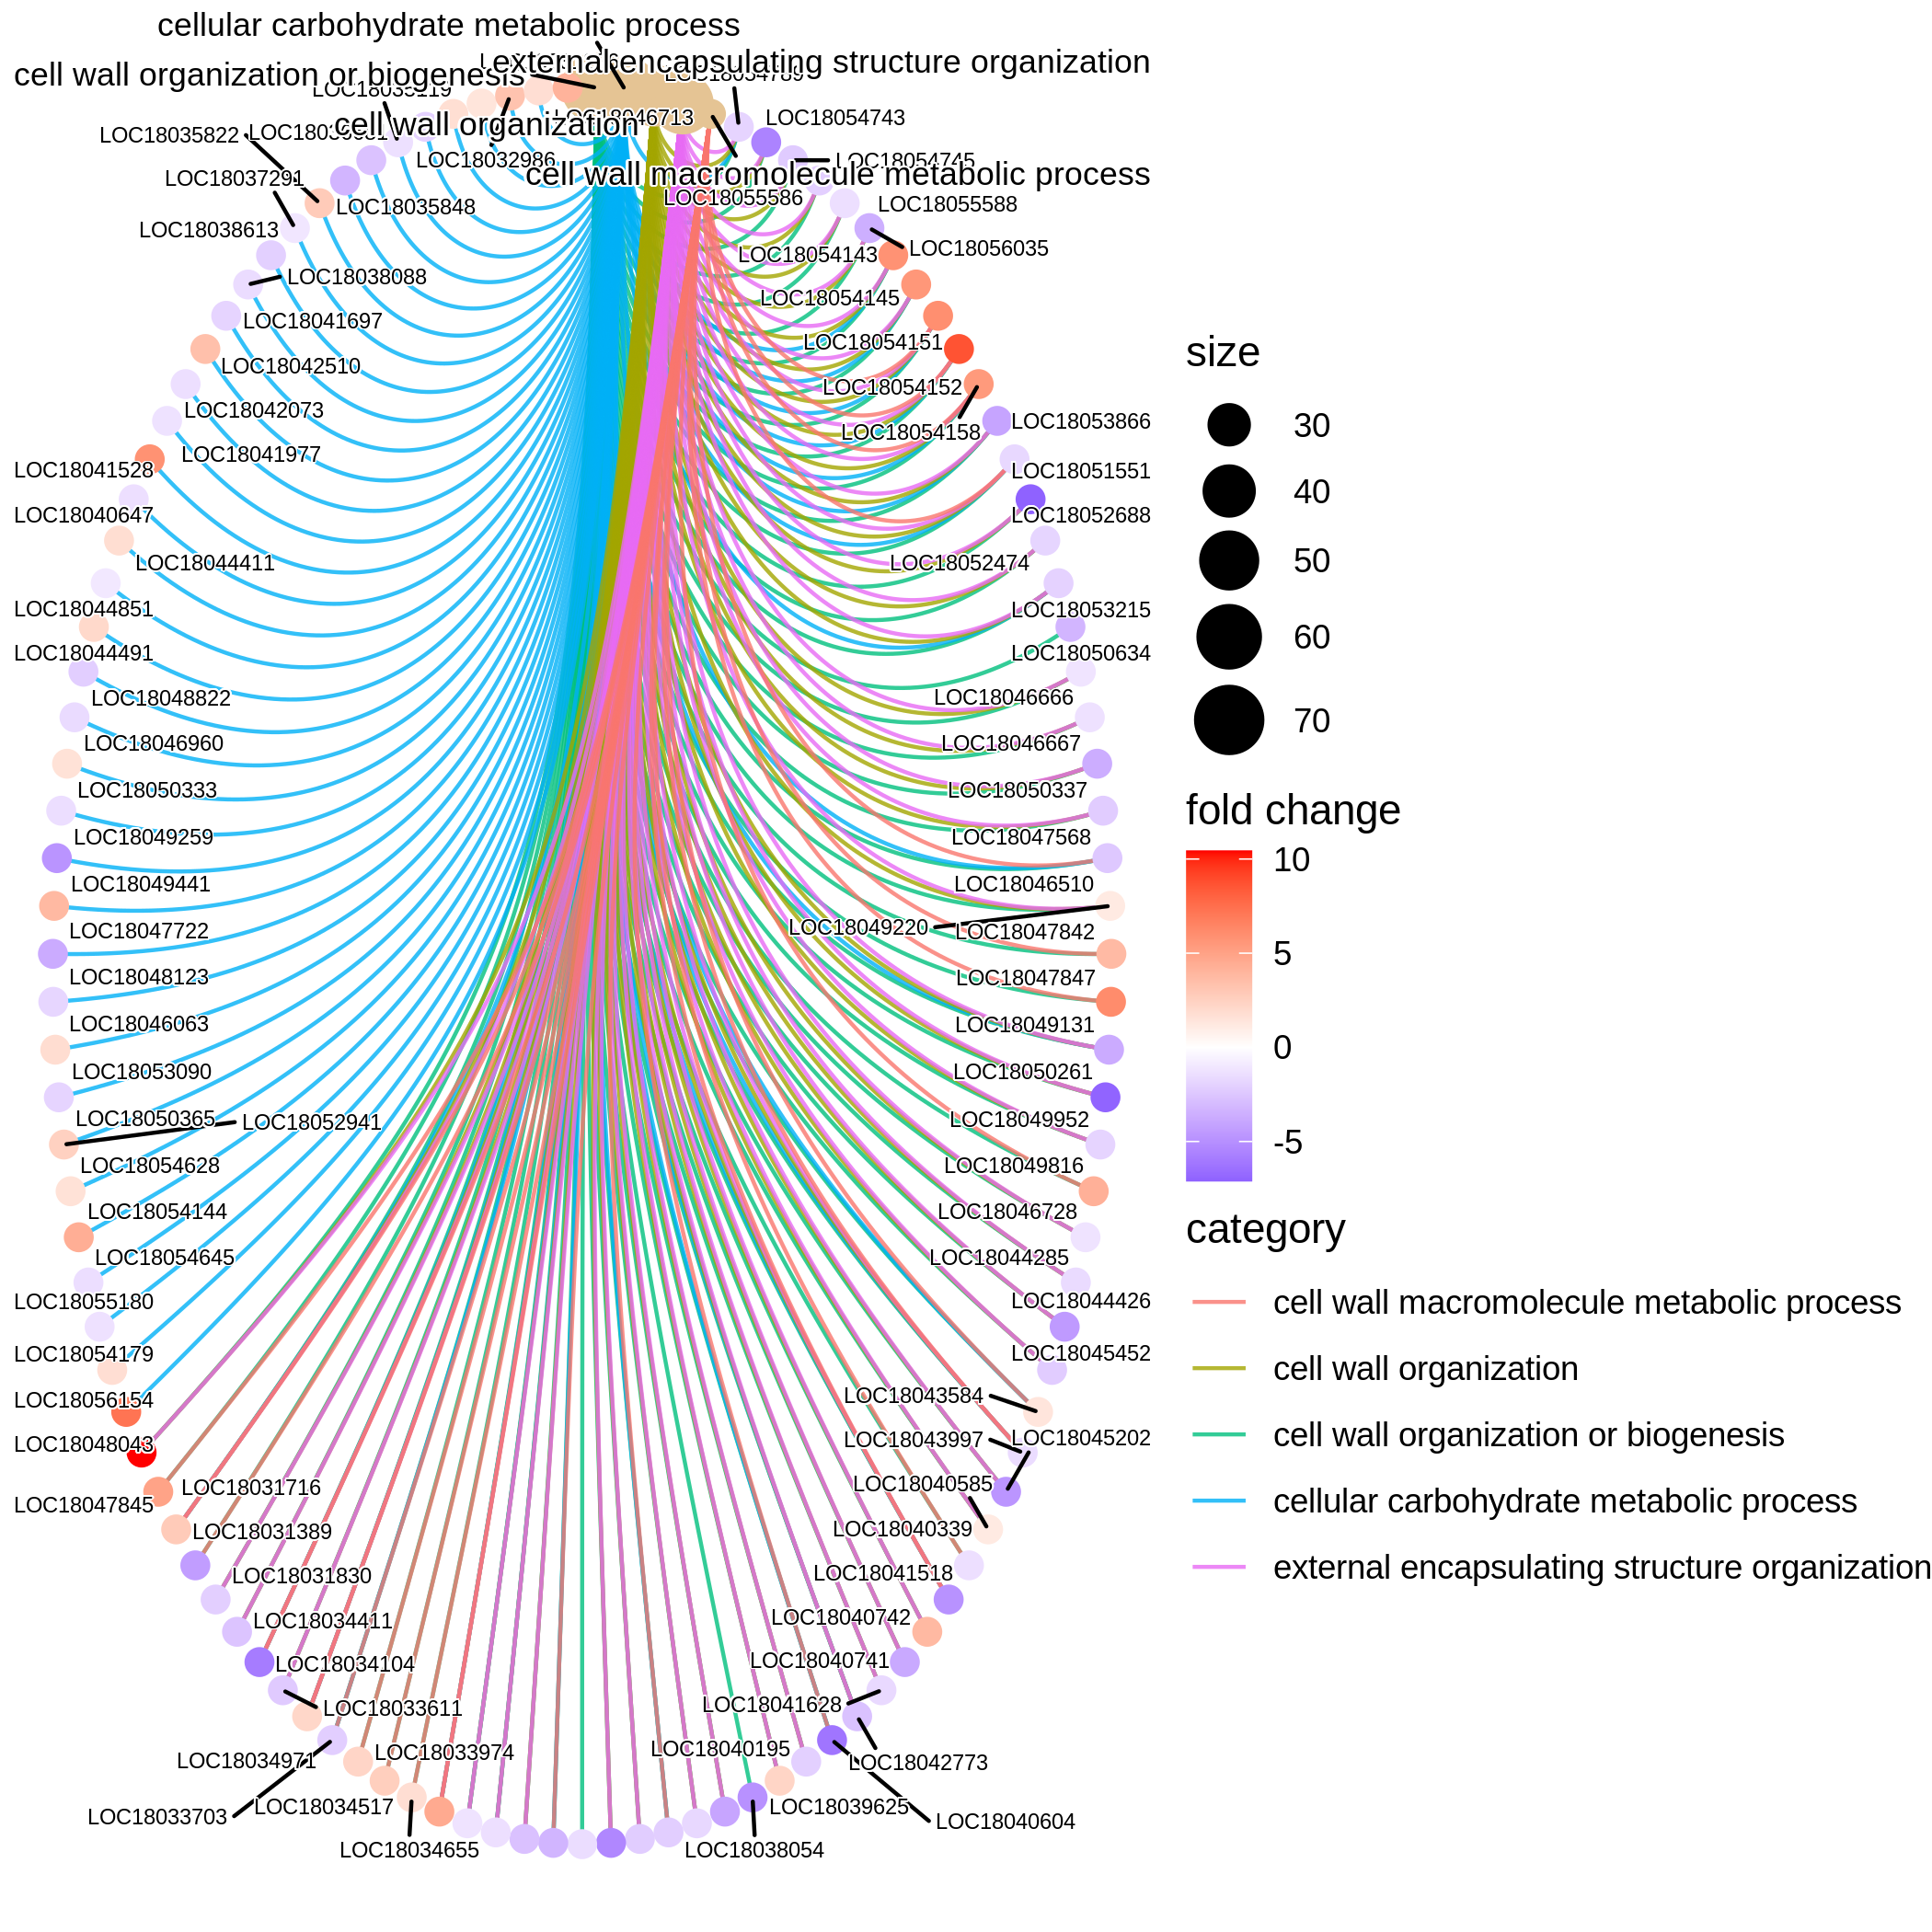 cellular carbohydrate metabolic process
external encapsulating structure organization
cell wall organization or biogenesis
LOC18054789
LOC18035119
LOC18046713
LOC18054743
cell wall organization
LOC18035822
LOC18032986
LOC18054745
cell wall macromolecule metabolic process
LOC18037291
LOC18035848
LOC18055586
LOC18055588
LOC18038613
LOC18054143
LOC18056035
LOC18038088
LOC18054145
LOC18041697
LOC18054151
LOC18042510
LOC18054152
LOC18042073
LOC18053866
LOC18054158
LOC18041977
LOC18041528
LOC18051551
LOC18040647
LOC18052688
LOC18044411
LOC18052474
LOC18044851
LOC18053215
LOC18044491
LOC18050634
LOC18048822
LOC18046666
LOC18046960
LOC18046667
LOC18050333
LOC18050337
LOC18049259
LOC18047568
LOC18049441
LOC18046510
LOC18049220
LOC18047722
LOC18047842
LOC18048123
LOC18047847
LOC18046063
LOC18049131
LOC18053090
LOC18050261
LOC18050365
LOC18052941
LOC18049952
LOC18054628
LOC18049816
LOC18054144
LOC18046728
LOC18054645
LOC18044285
LOC18055180
LOC18044426
LOC18054179
LOC18045452
LOC18056154
LOC18043584
LOC18048043
LOC18043997
LOC18045202
LOC18031716
LOC18040585
LOC18047845
LOC18031389
LOC18040339
LOC18031830
LOC18041518
LOC18034411
LOC18040742
LOC18034104
LOC18040741
LOC18033611
LOC18041628
LOC18034971
LOC18033974
LOC18040195
LOC18042773
LOC18033703
LOC18034517
LOC18039625
LOC18040604
LOC18034655
LOC18038054
size
30
40
50
60
70
fold change
10
5
0
-5
category
cell wall macromolecule metabolic process
cell wall organization
cell wall organization or biogenesis
cellular carbohydrate metabolic process
external encapsulating structure organization